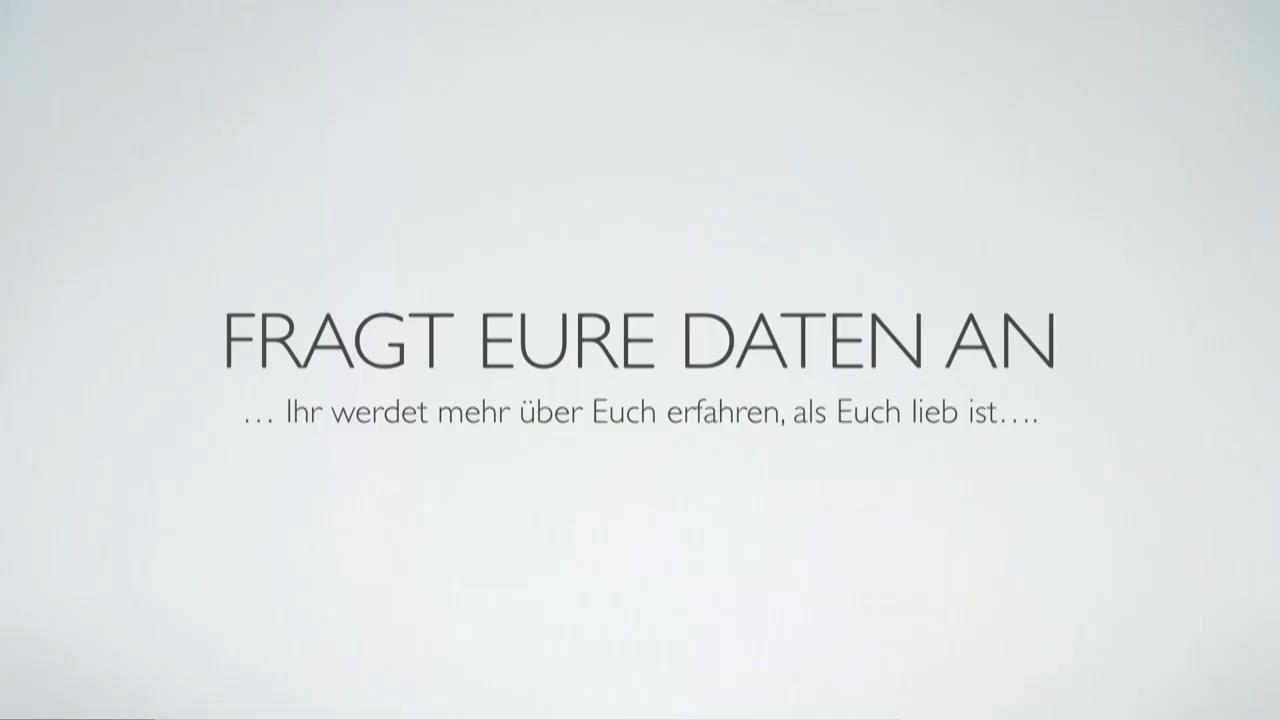 FRAGT EURE DATEN AN
… Ihr werdet mehr über Euch erfahren, als Euch lieb ist….